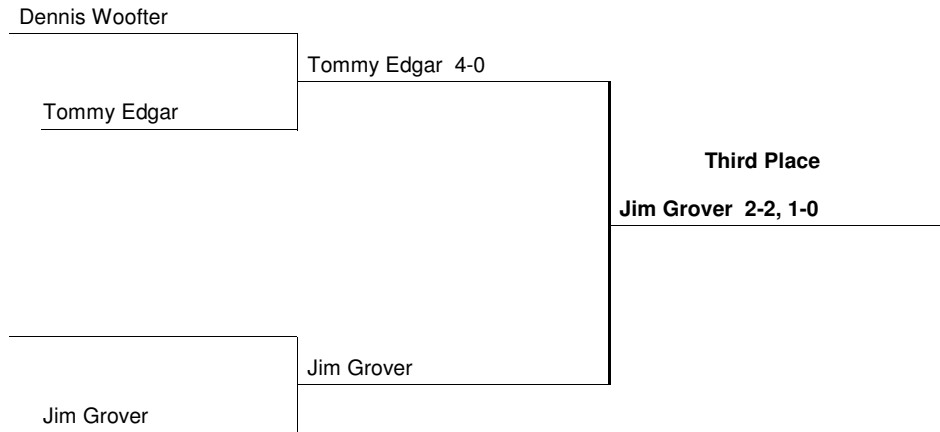 Dennis Woofter
Tommy Edgar 4-0
Tommy Edgar
Third Place
Jim Grover 2-2, 1-0
Jim Grover
Jim Grover